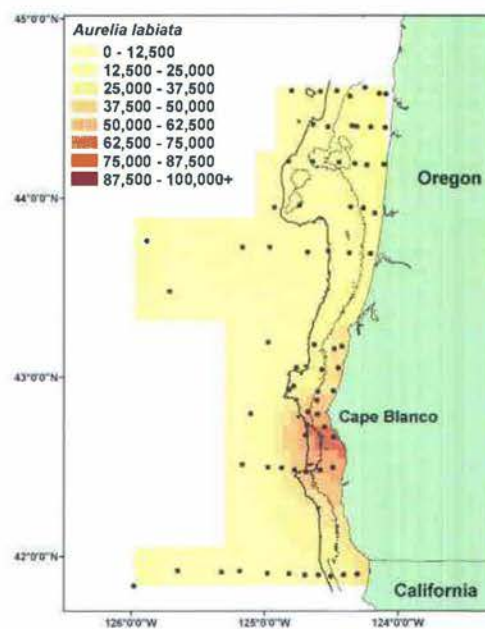 45°0'0"N
Aurelia labiata
0 - 12,500
12,500 - 25,000
25,000 - 37,500
37,500 - 50,000
50,000 - 62,500
62,500 - 75,000
75,000 - 87,500
87,500 - 100,000+
44°0'0"N
Oregon
43°0'0"N
Cape Blanco
42°0'0"N
California
126°0'0"W
125°0'0"W
124°0'0"W